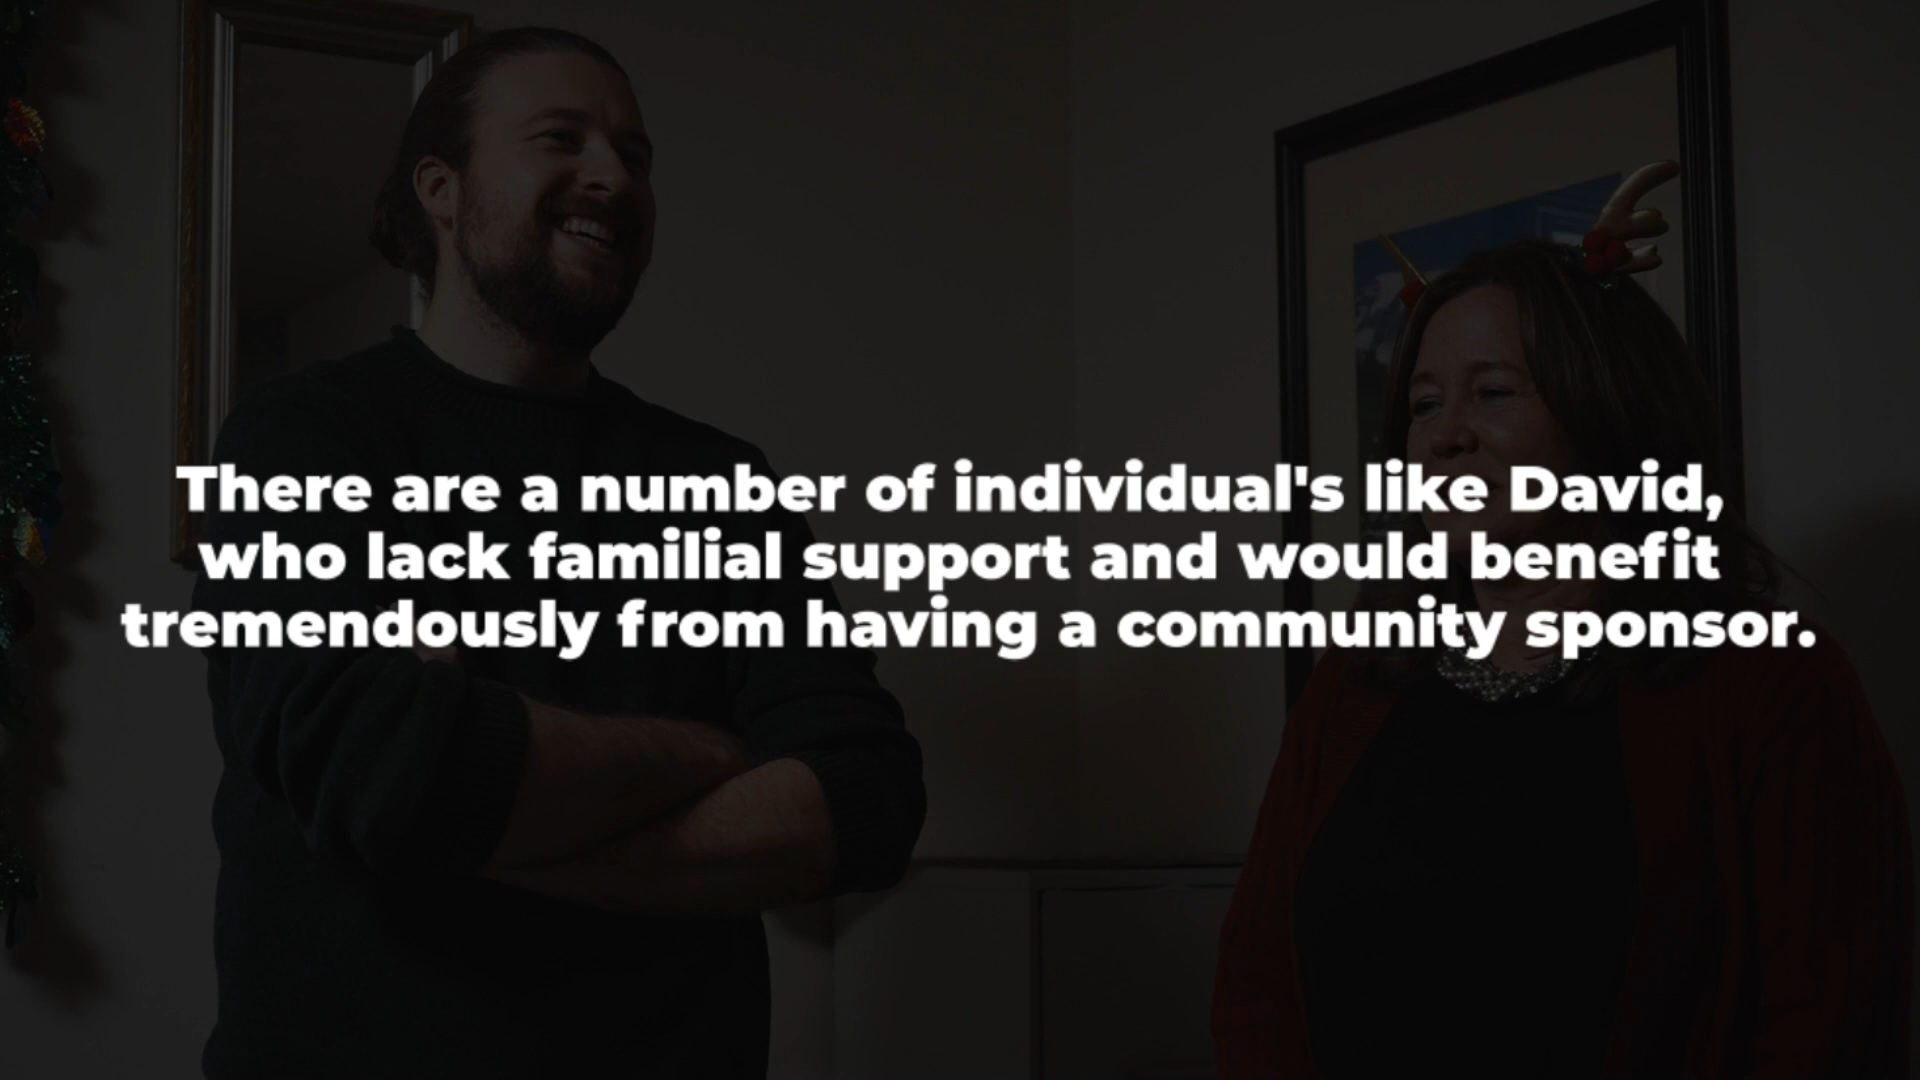 There are a number of individual's like David,
who lack familial support and would benefit
tremendously from having a community sponsor.